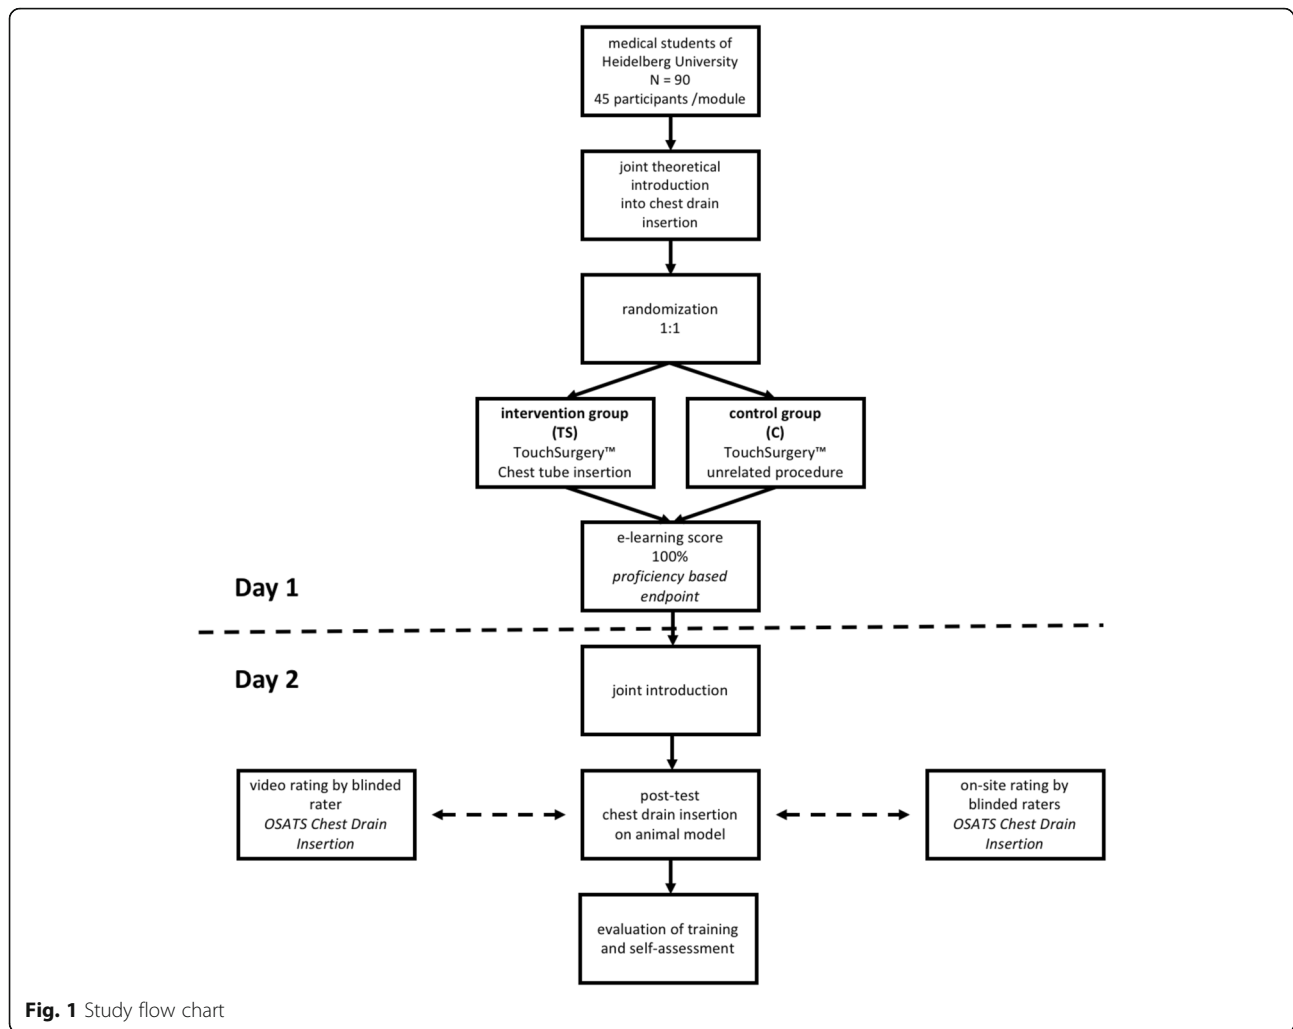 medical students of
Heidelberg University
N = 90
45 participants /module
joint theoretical
introduction
into chest drain
insertion
randomization
1:1
intervention group
(TS)
TouchSurgery™
Chest tube insertion
control group
(C)
TouchSurgery™
unrelated procedure
e-learning score
100%
proficiency based
endpoint
Day 1
Day 2
joint introduction
video rating by blinded
rater
OSATS Chest Drain
Insertion
post-test
chest drain insertion
on animal model
on-site rating by
blinded raters
OSATS Chest Drain
Insertion
evaluation of training
and self-assessment
Fig. 1 Study flow chart